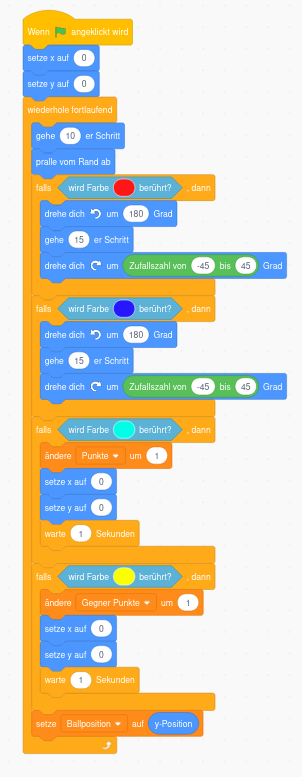 Wenn angeklickt wird
setze x auf 0
setze y auf 0
wiederhole fortlaufend
gehe 10 er Schritt
pralle vom Rand ab
falls wird Farbe berührt? , dann
drehe dich um 180 Grad
gehe 15 er Schritt
drehe dich um Zufallszahl von -45 bis 45 Grad
falls wird Farbe berührt? , dann
drehe dich um 180 Grad
gehe 15 er Schritt
drehe dich um Zufallszahl von -45 bis 45 Grad
falls wird Farbe berührt? , dann
ändere Punkte um 1
setze x auf 0
setze y auf 0
warte 1 Sekunden
falls wird Farbe berührt? , dann
ändere Gegner Punkte um 1
setze x auf 0
setze y auf 0
warte 1 Sekunden
setze Ballposition auf y-Position